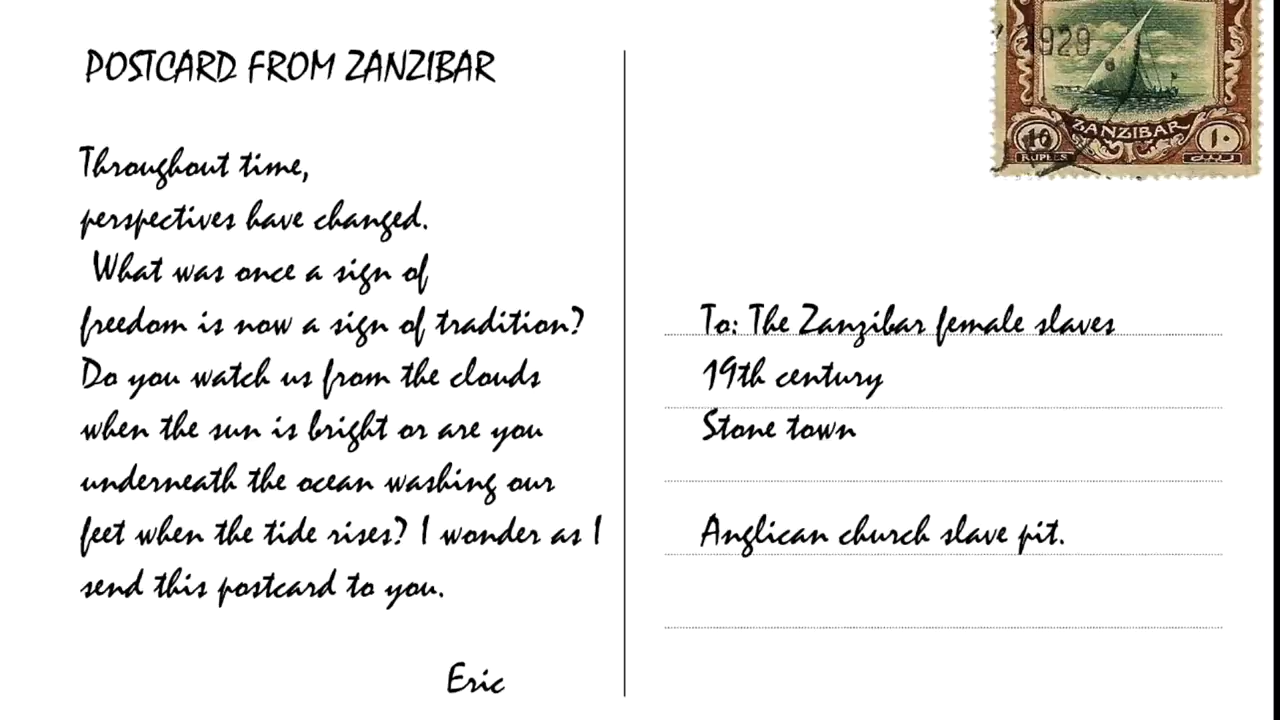 POSTCARD FROM ZANZIBAR
Throughout time,
perspectives have changed.
What was once a sign of
freedom is now a sign of tradition?
Do you watch us from the clouds
when the sun is bright or are you
underneath the ocean washing our
feet when the tide rises? I wonder as I
send this postcard to you.
Eric
1929
ZANZIBAR
10
RUPEES
١٠
To: The Zanzibar female slaves
19th century
Stone town
Anglican church slave pit.